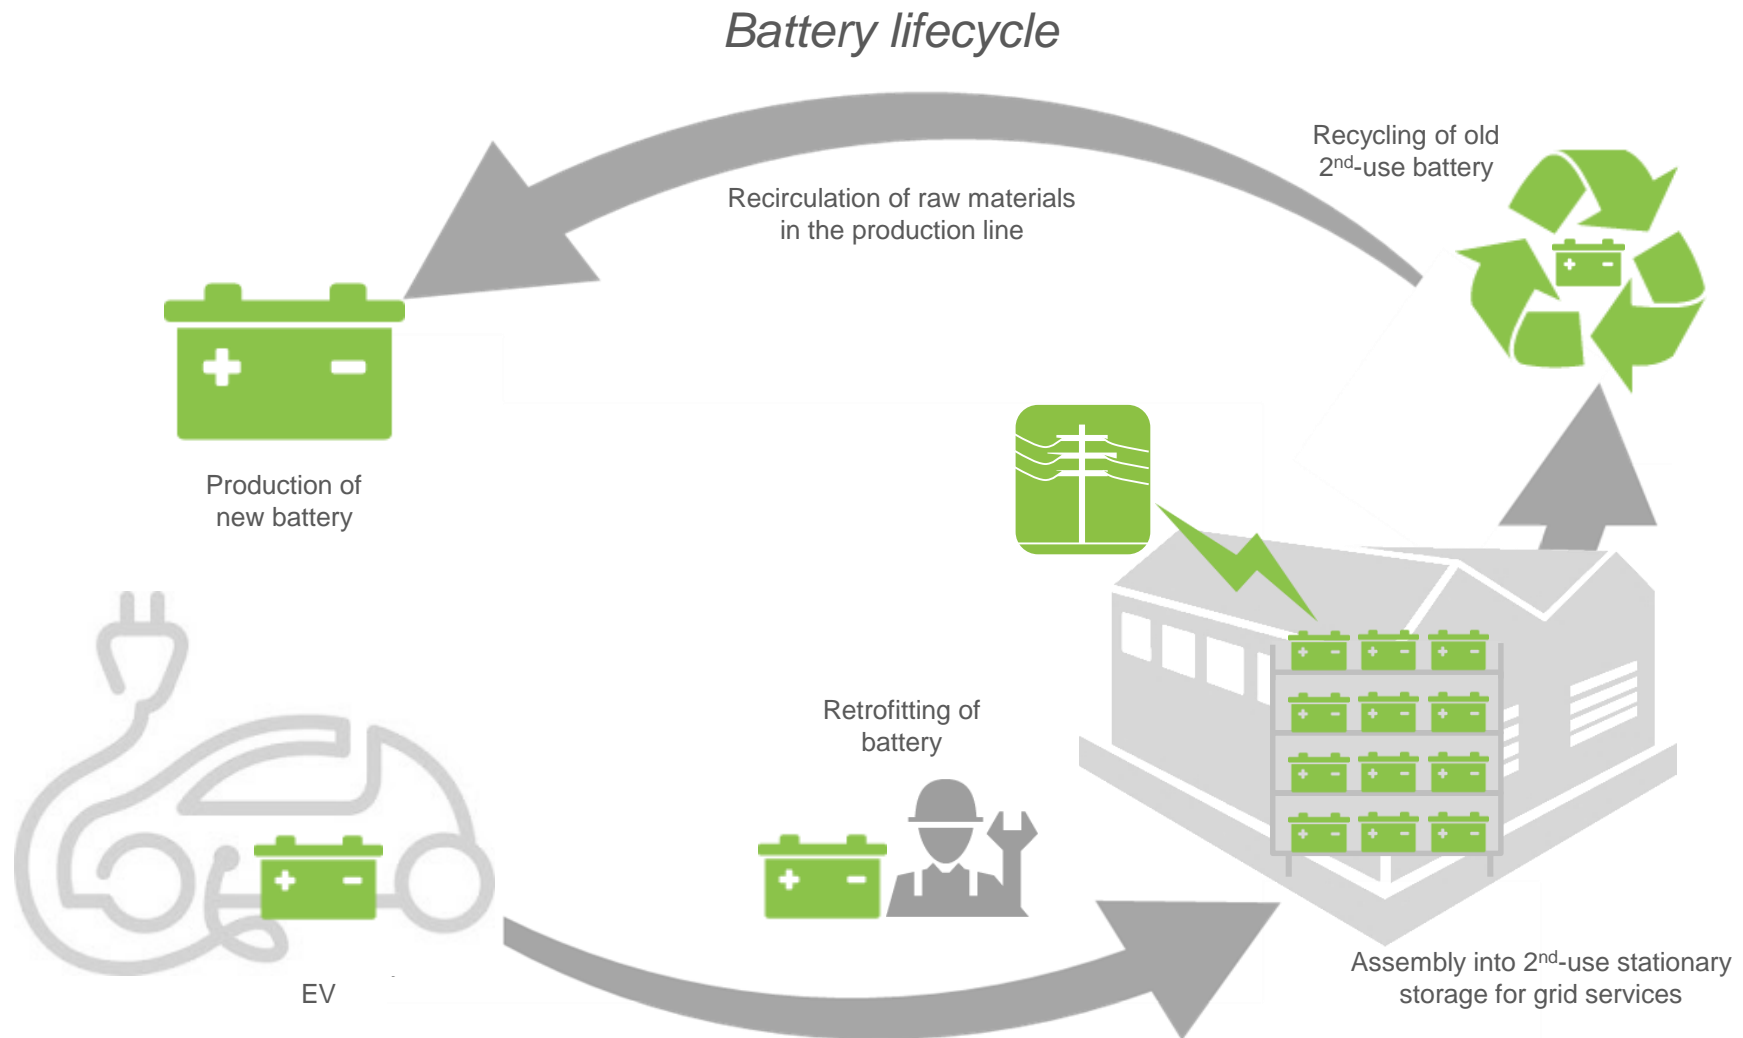 Battery lifecycle
Recycling of old
2nd-use battery
Recirculation of raw materials
in the production line
Production of
new battery
Retrofitting of
battery
EV
Assembly into 2nd-use stationary
storage for grid services